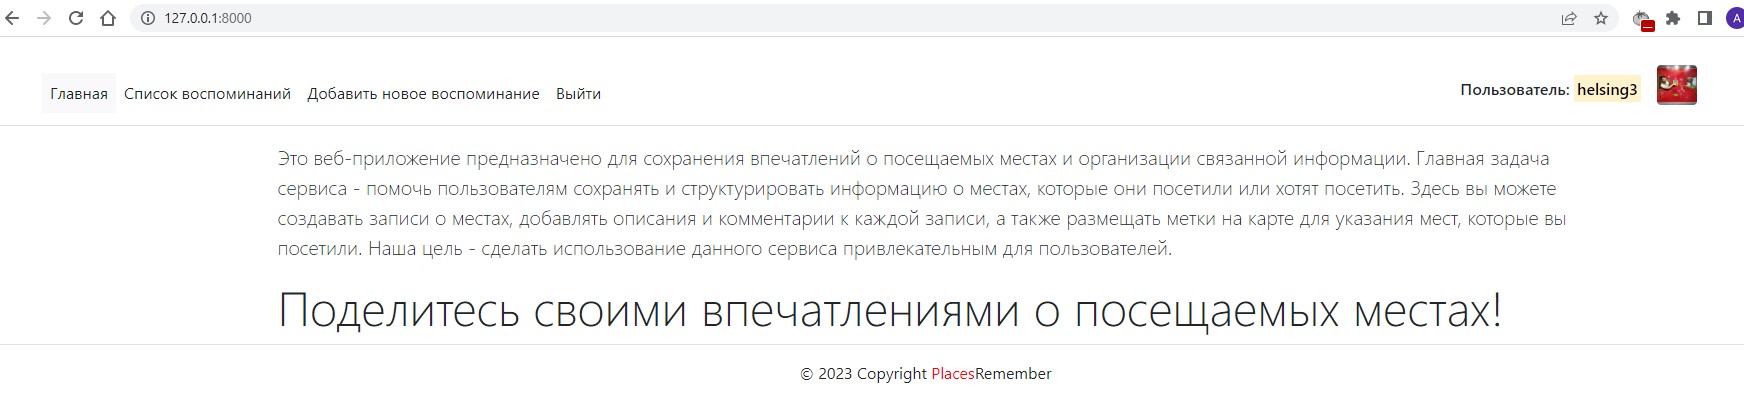 127.0.0.1:8000
A
Главная Список воспоминаний Добавить новое воспоминание Выйти
Пользователь: helsing3
Это веб-приложение предназначено для сохранения впечатлений о посещаемых местах и организации связанной информации. Главная задача
сервиса - помочь пользователям сохранять и структурировать информацию о местах, которые они посетили или хотят посетить. Здесь вы можете
создавать записи о местах, добавлять описания и комментарии к каждой записи, а также размещать метки на карте для указания мест, которые вы
посетили. Наша цель - сделать использование данного сервиса привлекательным для пользователей.
Поделитесь своими впечатлениями о посещаемых местах!
© 2023 Copyright PlacesRemember